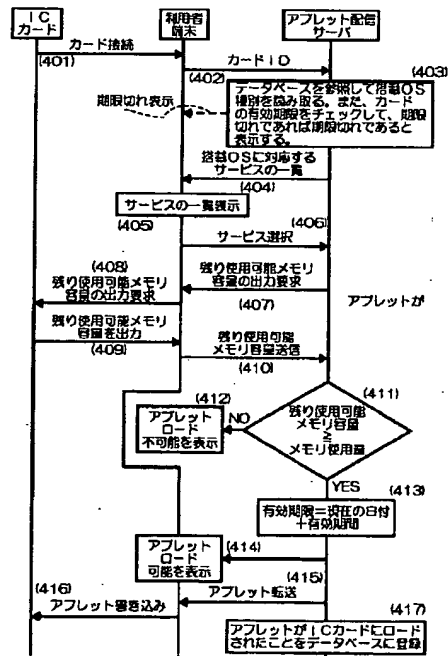 ICカード
利用者端末
アプレット配信サーバ
カード接続
(401)
カードID
(402)
(403)
データベースを参照して搭載OS
種別を読み取る。また、カード
の有効期限をチェックして、期限
切れであれば期限切れであると
表示する。
期限切れ表示
搭載OSに対応する
サービスの一覧
(404)
サービスの一覧表示
(405)
(406)
サービス選択
(408)
残り使用可能メモリ
容量の出力要求
残り使用可能メモリ
容量の出力要求
(407)
アプレットが
残り使用可能メモリ
容量を出力
(409)
残り使用可能
メモリ容量送信
(410)
(411)
残り使用可能
メモリ容量
≧
メモリ使用量
(412)
NO
アプレット
ロード
不可能を表示
YES
(413)
有効期限=現在の日付
+有効期間
アプレット
ロード
可能を表示
(414)
(415)
アプレット転送
(416)
アプレット書き込み
(417)
アプレットがICカードにロード
されたことをデータベースに登録